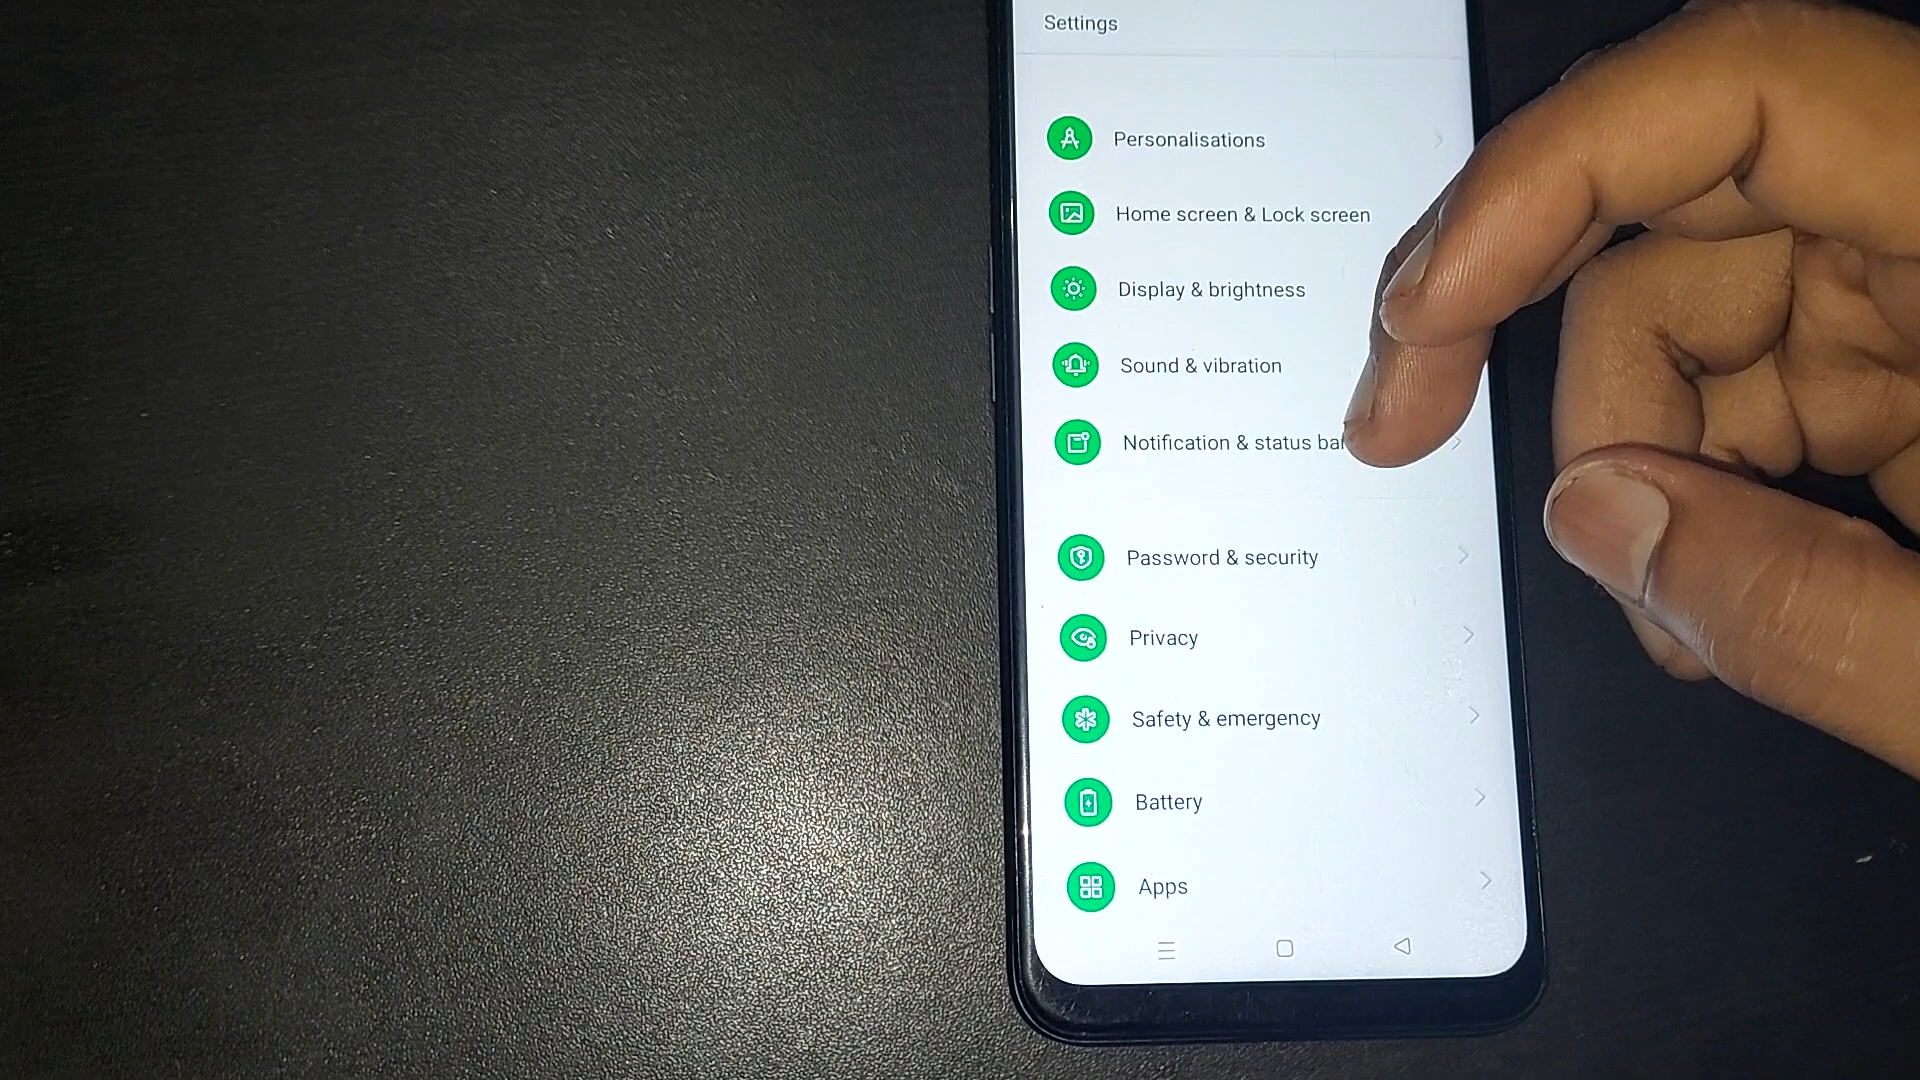 Settings
Personalisations
Home screen & Lock screen
Display & brightness
Sound & vibration
Notification & status bar
Password & security
Privacy
Safety & emergency
Battery
Apps